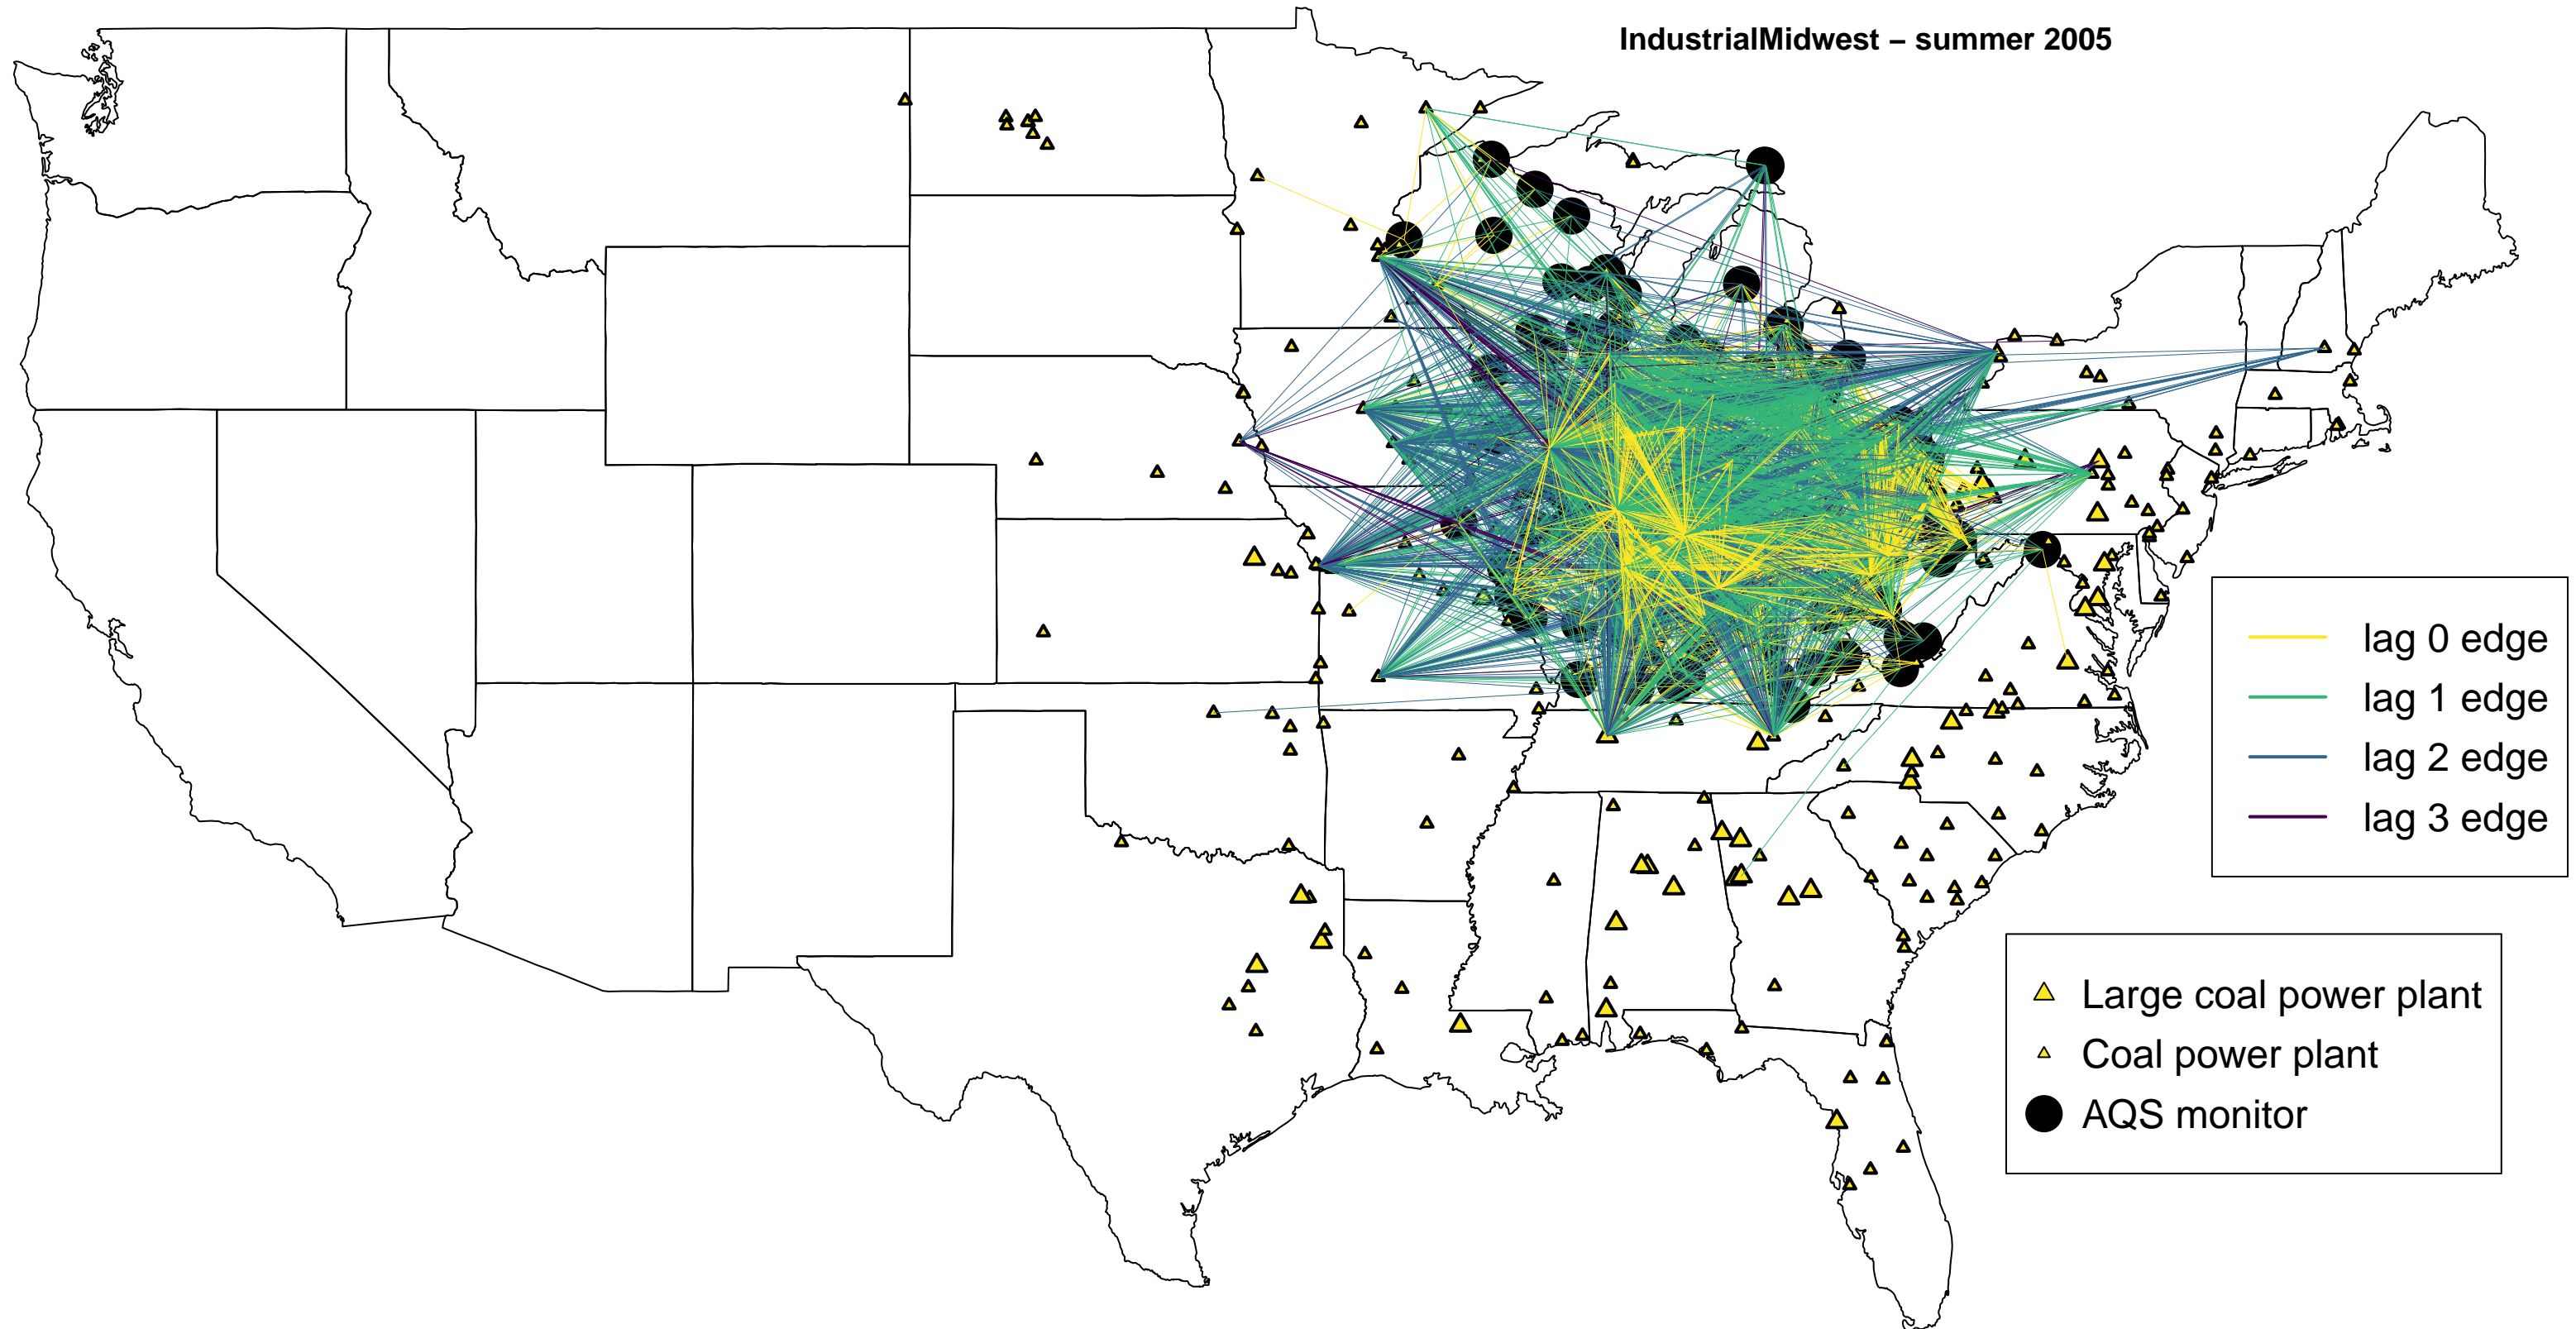 IndustrialMidwest – summer 2005
lag 0 edge
lag 1 edge
lag 2 edge
lag 3 edge
Large coal power plant
Coal power plant
AQS monitor